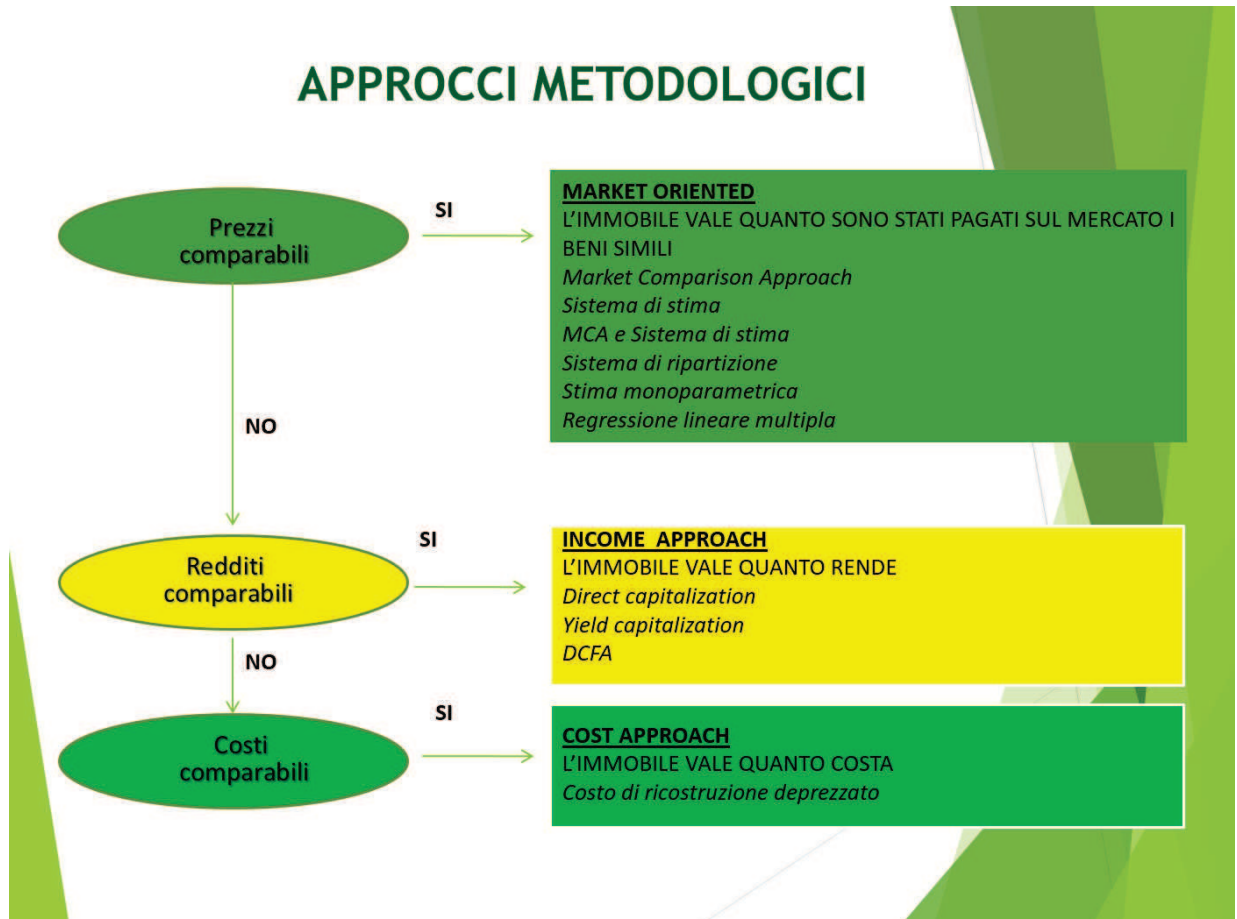 APPROCCI METODOLOGICI
Prezzi
comparabili
SI
MARKET ORIENTED
L'IMMOBILE VALE QUANTO SONO STATI PAGATI SUL MERCATO I
BENI SIMILI
Market Comparison Approach
Sistema di stima
MCA e Sistema di stima
Sistema di ripartizione
Stima monoparametrica
Regressione lineare multipla
NO
Redditi
comparabili
SI
INCOME APPROACH
L'IMMOBILE VALE QUANTO RENDE
Direct capitalization
Yield capitalization
DCFA
NO
Costi
comparabili
SI
COST APPROACH
L'IMMOBILE VALE QUANTO COSTA
Costo di ricostruzione deprezzato